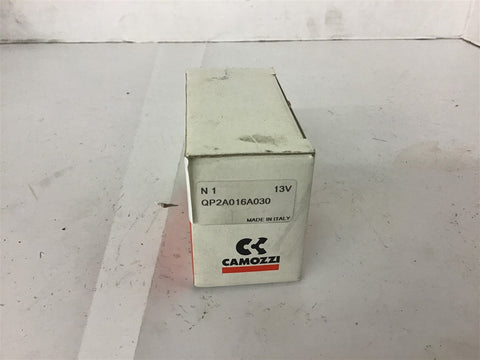 N 1 13V
QP2A016A030
MADE IN ITALY
CAMOZZI